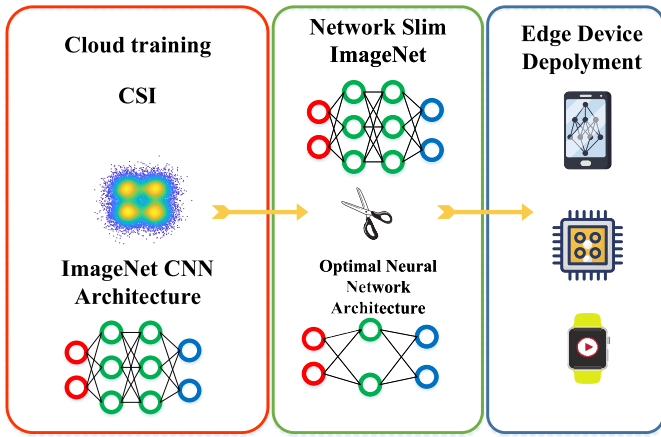 Cloud training
CSI
ImageNet CNN
Architecture
Network Slim
ImageNet
Optimal Neural
Network
Architecture
Edge Device
Depolyment